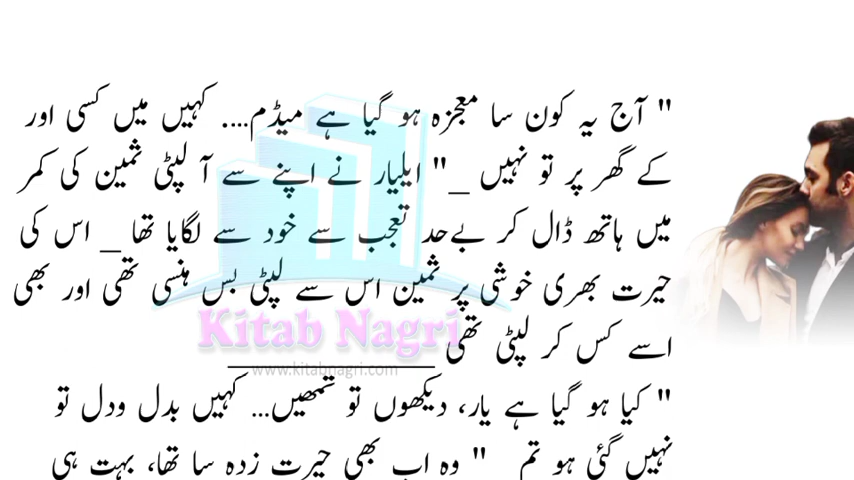 " آج یہ کون سا معجزہ ہو گیا ہے میڈم.... کہیں میں کسی اور
کے گھر پر تو نہیں _" ایلیار نے اپنے سے آ لپٹی ثمین کی کمر
میں ہاتھ ڈال کر بےحد تعجب سے خود سے لگایا تھا _ اس کی
حیرت بھری خوشی پر ثمین اس سے لپٹی بس ہنسی تھی اور بھی
اسے کس کر لپٹی تھی
Kitab Nagri
www.kitabnagri.com
" کیا ہو گیا ہے یار، دیکھوں تو تمھیں... کہیں بدل ودل تو
نہیں گئی ہو تم " وہ اب بھی حیرت زدہ سا تھا، بہت ہی